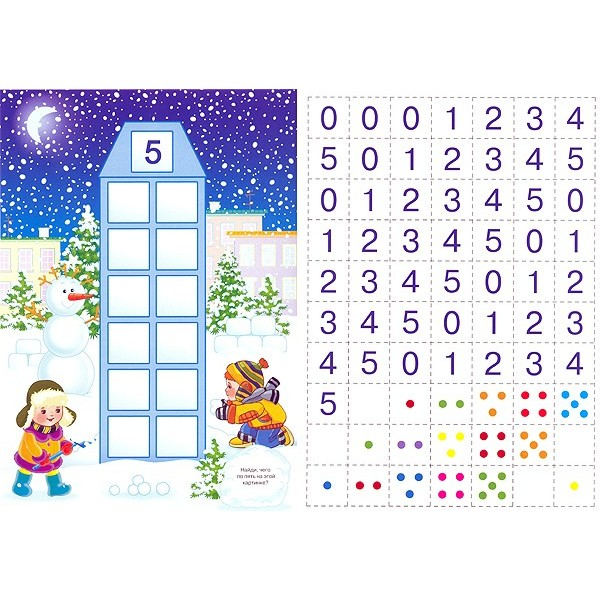 5
Найди, чего
по пять на этой
картинке?
0 0 0 1 2 3 4
5 0 1 2 3 4 5
0 1 2 3 4 5 0
1 2 3 4 5 0 1
2 3 4 5 0 1 2
3 4 5 0 1 2 3
4 5 0 1 2 3 4
5